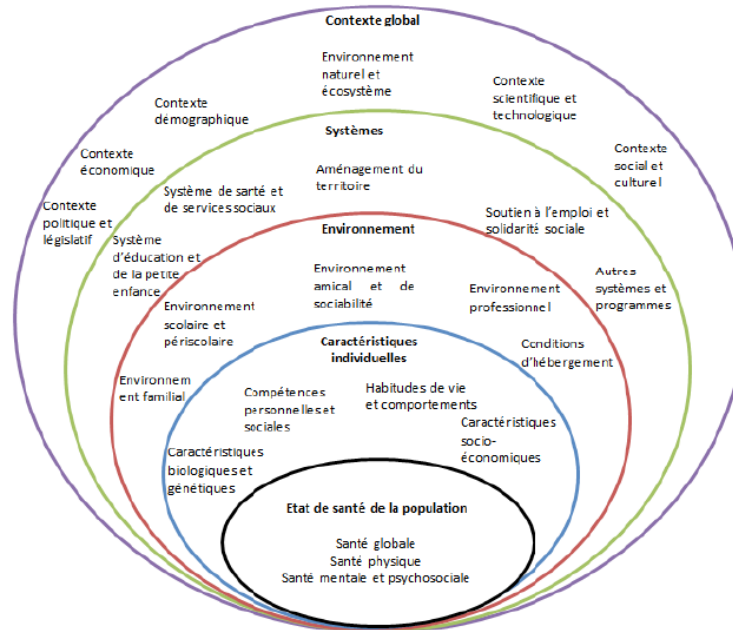 Contexte global
Environnement
naturel et
écosystème
Contexte
scientifique et
technologique
Contexte
démographique
Contexte
social et
culturel
Contexte
économique
Contexte
politique et
législatif
Systèmes
Aménagement du
territoire
Système de sarté et
de services sociaux
Soutien à l'emploi et
solidarité sociale
Système
d'éducation et
de la petite
enfance
Autres
systèmes et
programmes
Environnement
Environnement
amical et de
sociabilité
Environnement
professionnel
Environnement
scolaire et
périscolaire
Conditions
d'hébergement
Environnem
ent familial
Caractéristiques
individuelles
Habitudes de vie
et comportements
Compétences
personnelles et
sociales
Caractéristiques
socio-
économiques
Caractéristiques
biologiques et
génétiques
Etat de santé de la population
Santé globale
Santé physique
Santé mentale et psychosociale